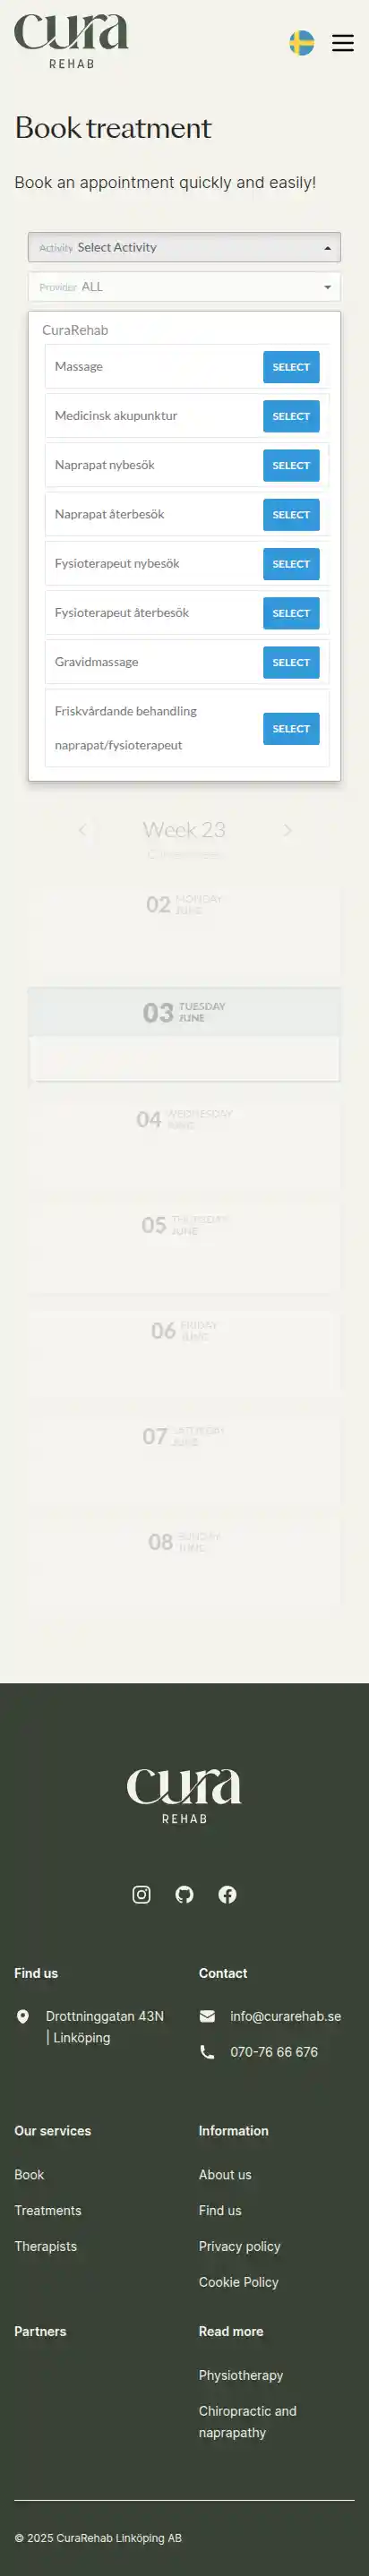 cura
REHAB
Book treatment
Book an appointment quickly and easily!
Activity Select Activity
Provider ALL
CuraRehab
Massage SELECT
Medicinsk akupunktur SELECT
Naprapat nybesök SELECT
Naprapat återbesök SELECT
Fysioterapeut nybesök SELECT
Fysioterapeut återbesök SELECT
Gravidmassage SELECT
Friskvårdande behandling
naprapat/fysioterapeut SELECT
Week 23
02 MONDAY
JUNE
03 TUESDAY
JUNE
04 WEDNESDAY
JUNE
05 THURSDAY
JUNE
06 FRIDAY
JUNE
07 SATURDAY
JUNE
08 SUNDAY
JUNE
cura
REHAB
Find us
Drottninggatan 43N
| Linköping
Contact
info@curarehab.se
070-76 66 676
Our services
Book
Treatments
Therapists
Information
About us
Find us
Privacy policy
Cookie Policy
Partners
Read more
Physiotherapy
Chiropractic and
naprapathy
© 2025 CuraRehab Linköping AB